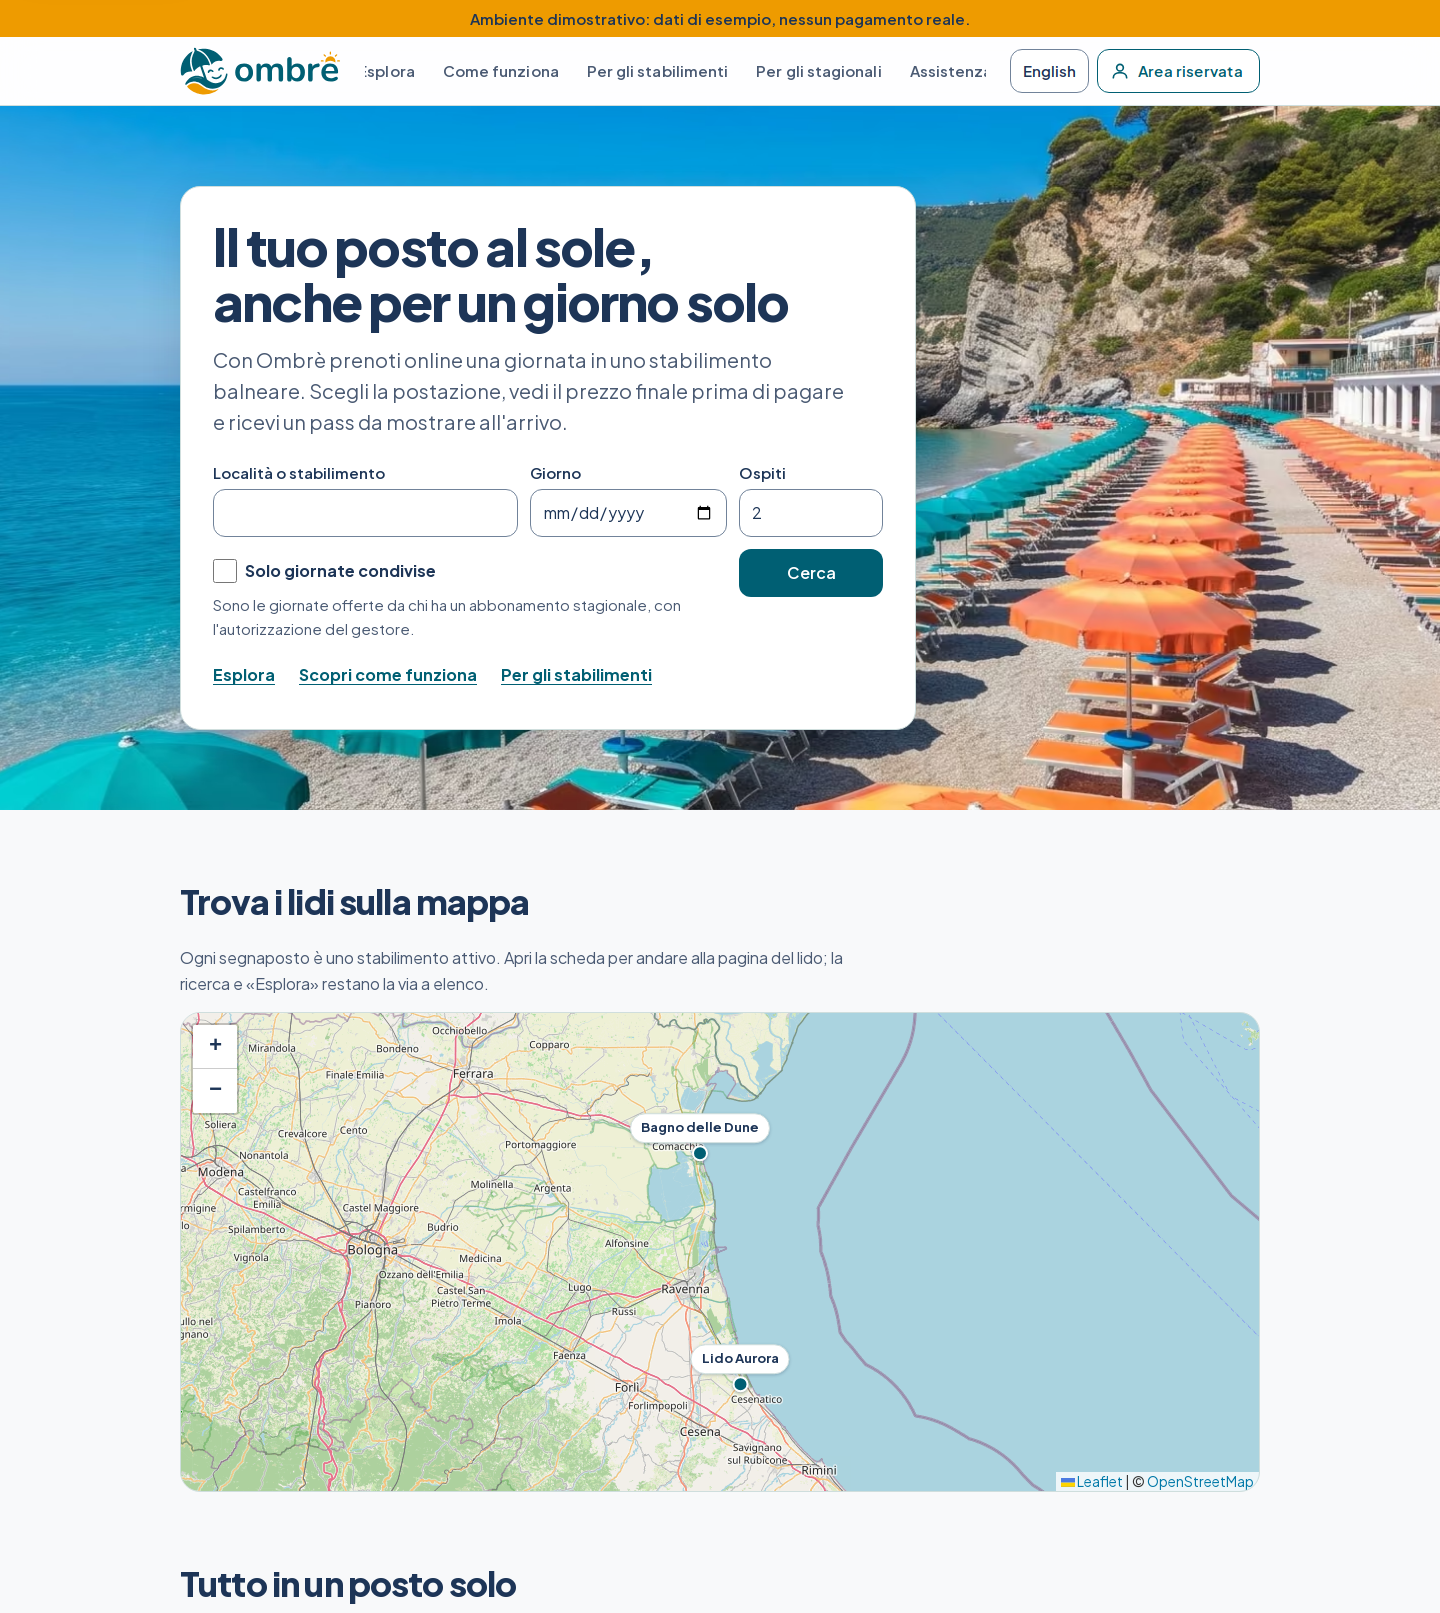 Ambiente dimostrativo: dati di esempio, nessun pagamento reale.
ombrè
Esplora
Come funziona
Per gli stabilimenti
Per gli stagionali
Assistenza
English
Area riservata
Il tuo posto al sole,
anche per un giorno solo
Con Ombrè prenoti online una giornata in uno stabilimento
balneare. Scegli la postazione, vedi il prezzo finale prima di pagare
e ricevi un pass da mostrare all'arrivo.
Località o stabilimento
Giorno
Ospiti
mm/dd/yyyy
2
Solo giornate condivise
Cerca
Sono le giornate offerte da chi ha un abbonamento stagionale, con
l'autorizzazione del gestore.
Esplora
Scopri come funziona
Per gli stabilimenti
Trova i lidi sulla mappa
Ogni segnaposto è uno stabilimento attivo. Apri la scheda per andare alla pagina del lido; la
ricerca e «Esplora» restano la via a elenco.
+
−
Occhiobello
Mirandola
Bondeno
Copparo
Finale Emilia
Ferrara
Soliera
Crevalcore
Cento
Bagno delle Dune
Comacchio
Portomaggiore
Nonantola
Modena
Molinella
Argenta
Castelfranco
Emilia
Castel Maggiore
Spilamberto
Budrio
Alfonsine
Vignola
Bologna
Medicina
Ozzano dell'Emilia
Castel San
Pietro Terme
Lugo
Ravenna
Pianoro
Russi
Imola
Faenza
Lido Aurora
Forlì
Cesenatico
Forlimpopoli
Cesena
Savignano
sul Rubicone
Rimini
Leaflet | © OpenStreetMap
Tutto in un posto solo